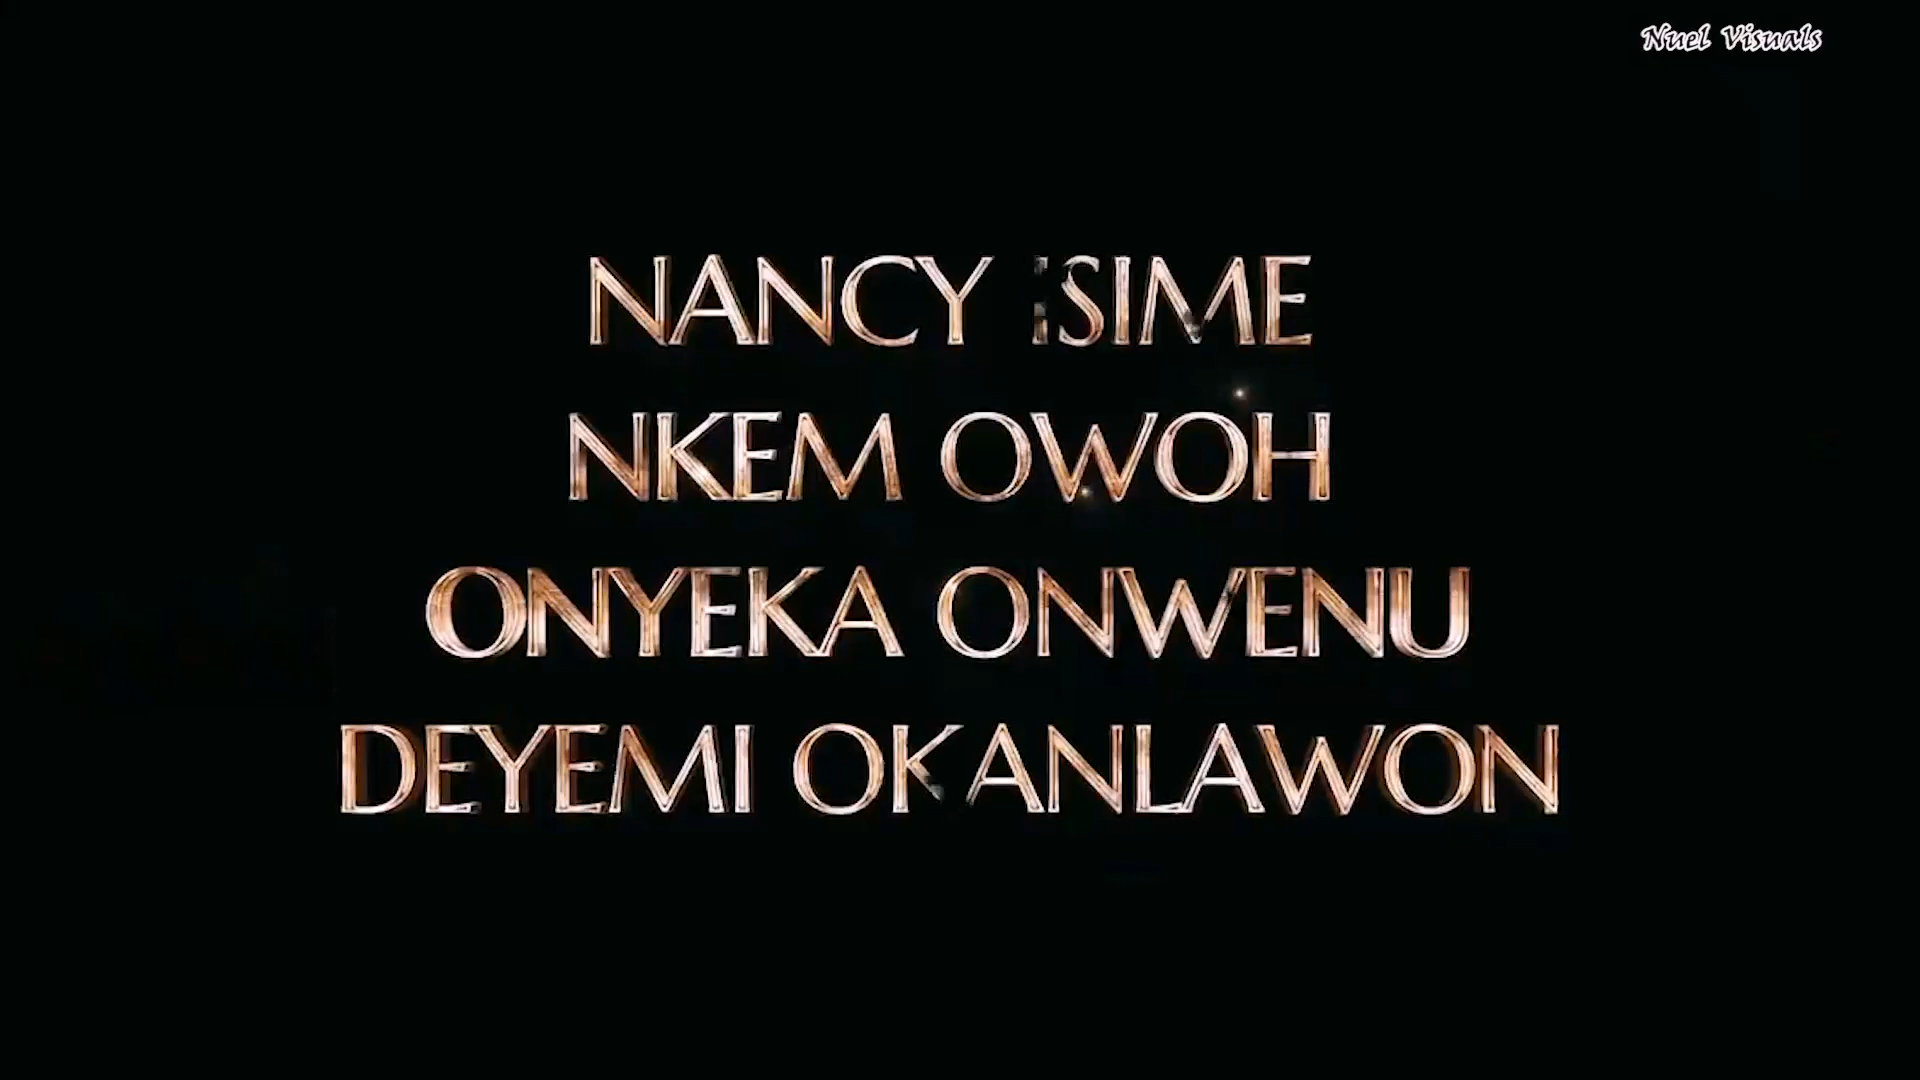 Nuel Visuals
NANCY ISIME
NKEM OWOH
ONYEKA ONWENU
DEYEMI OKANLAWON